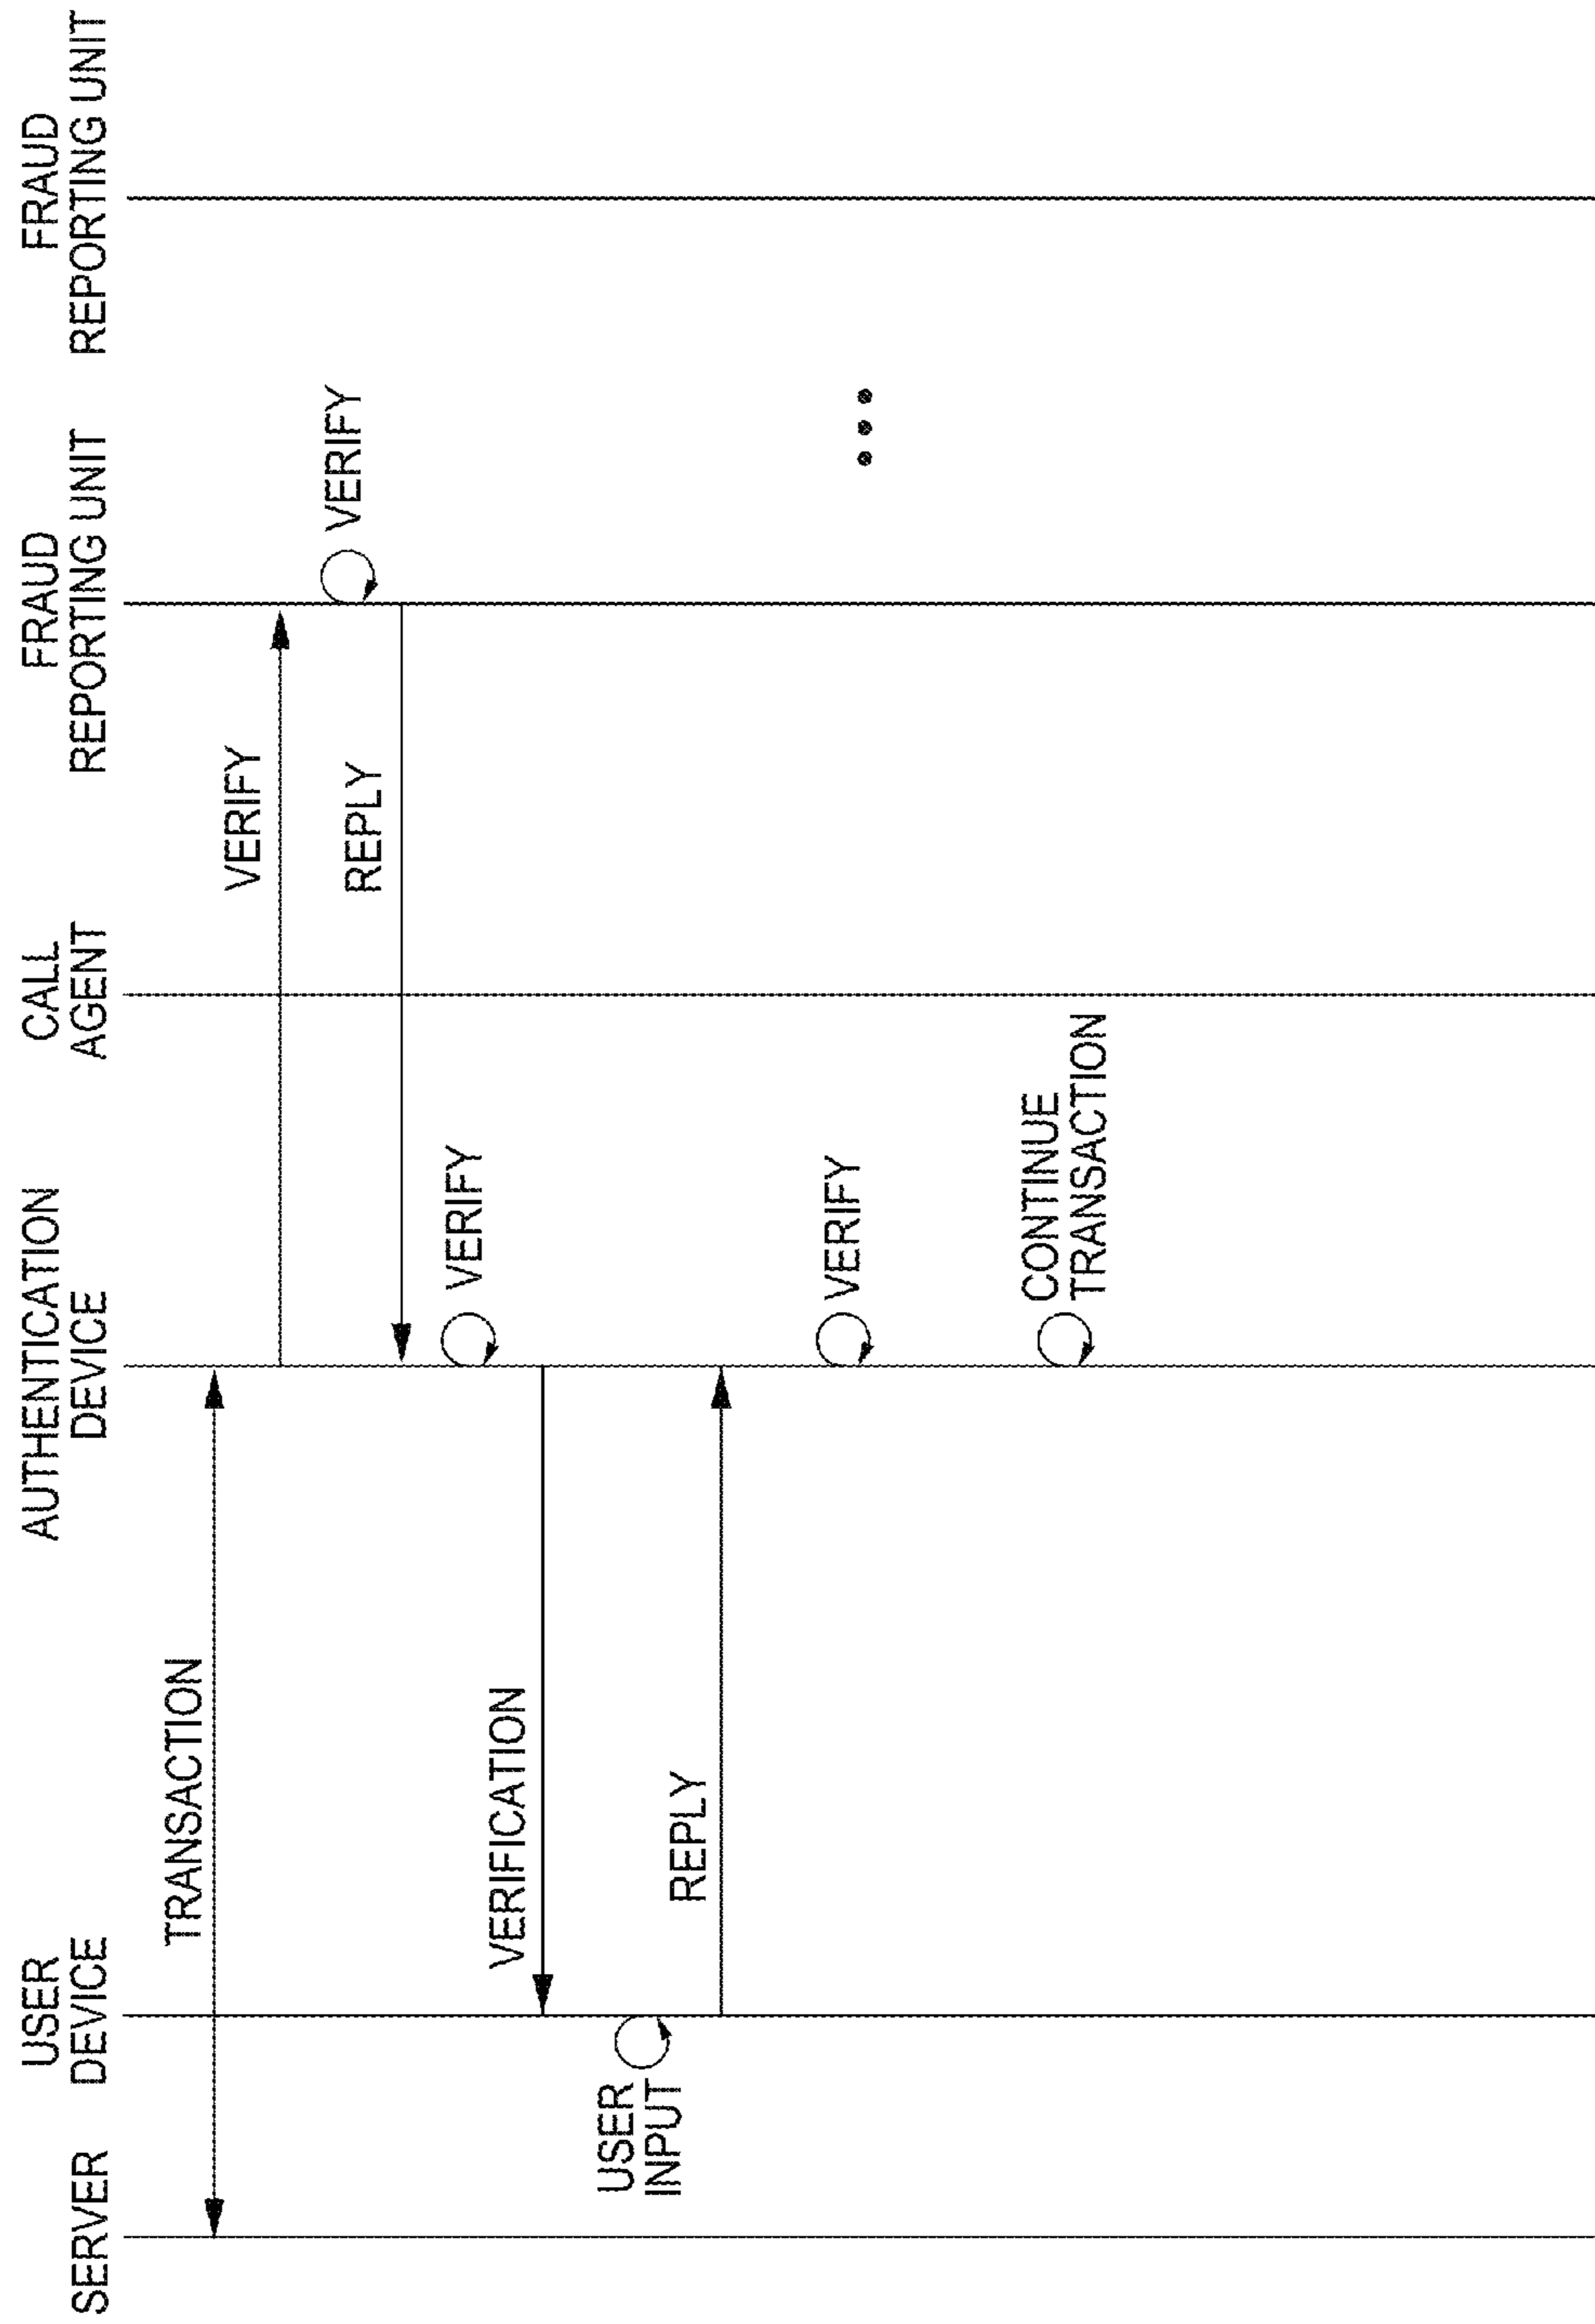 SERVER
USER
DEVICE
AUTHENTICATION
DEVICE
CALL
AGENT
FRAUD
REPORTING UNIT
FRAUD
REPORTING UNIT
TRANSACTION
VERIFY
VERIFY
REPLY
VERIFY
VERIFICATION
USER
INPUT
REPLY
VERIFY
CONTINUE
TRANSACTION